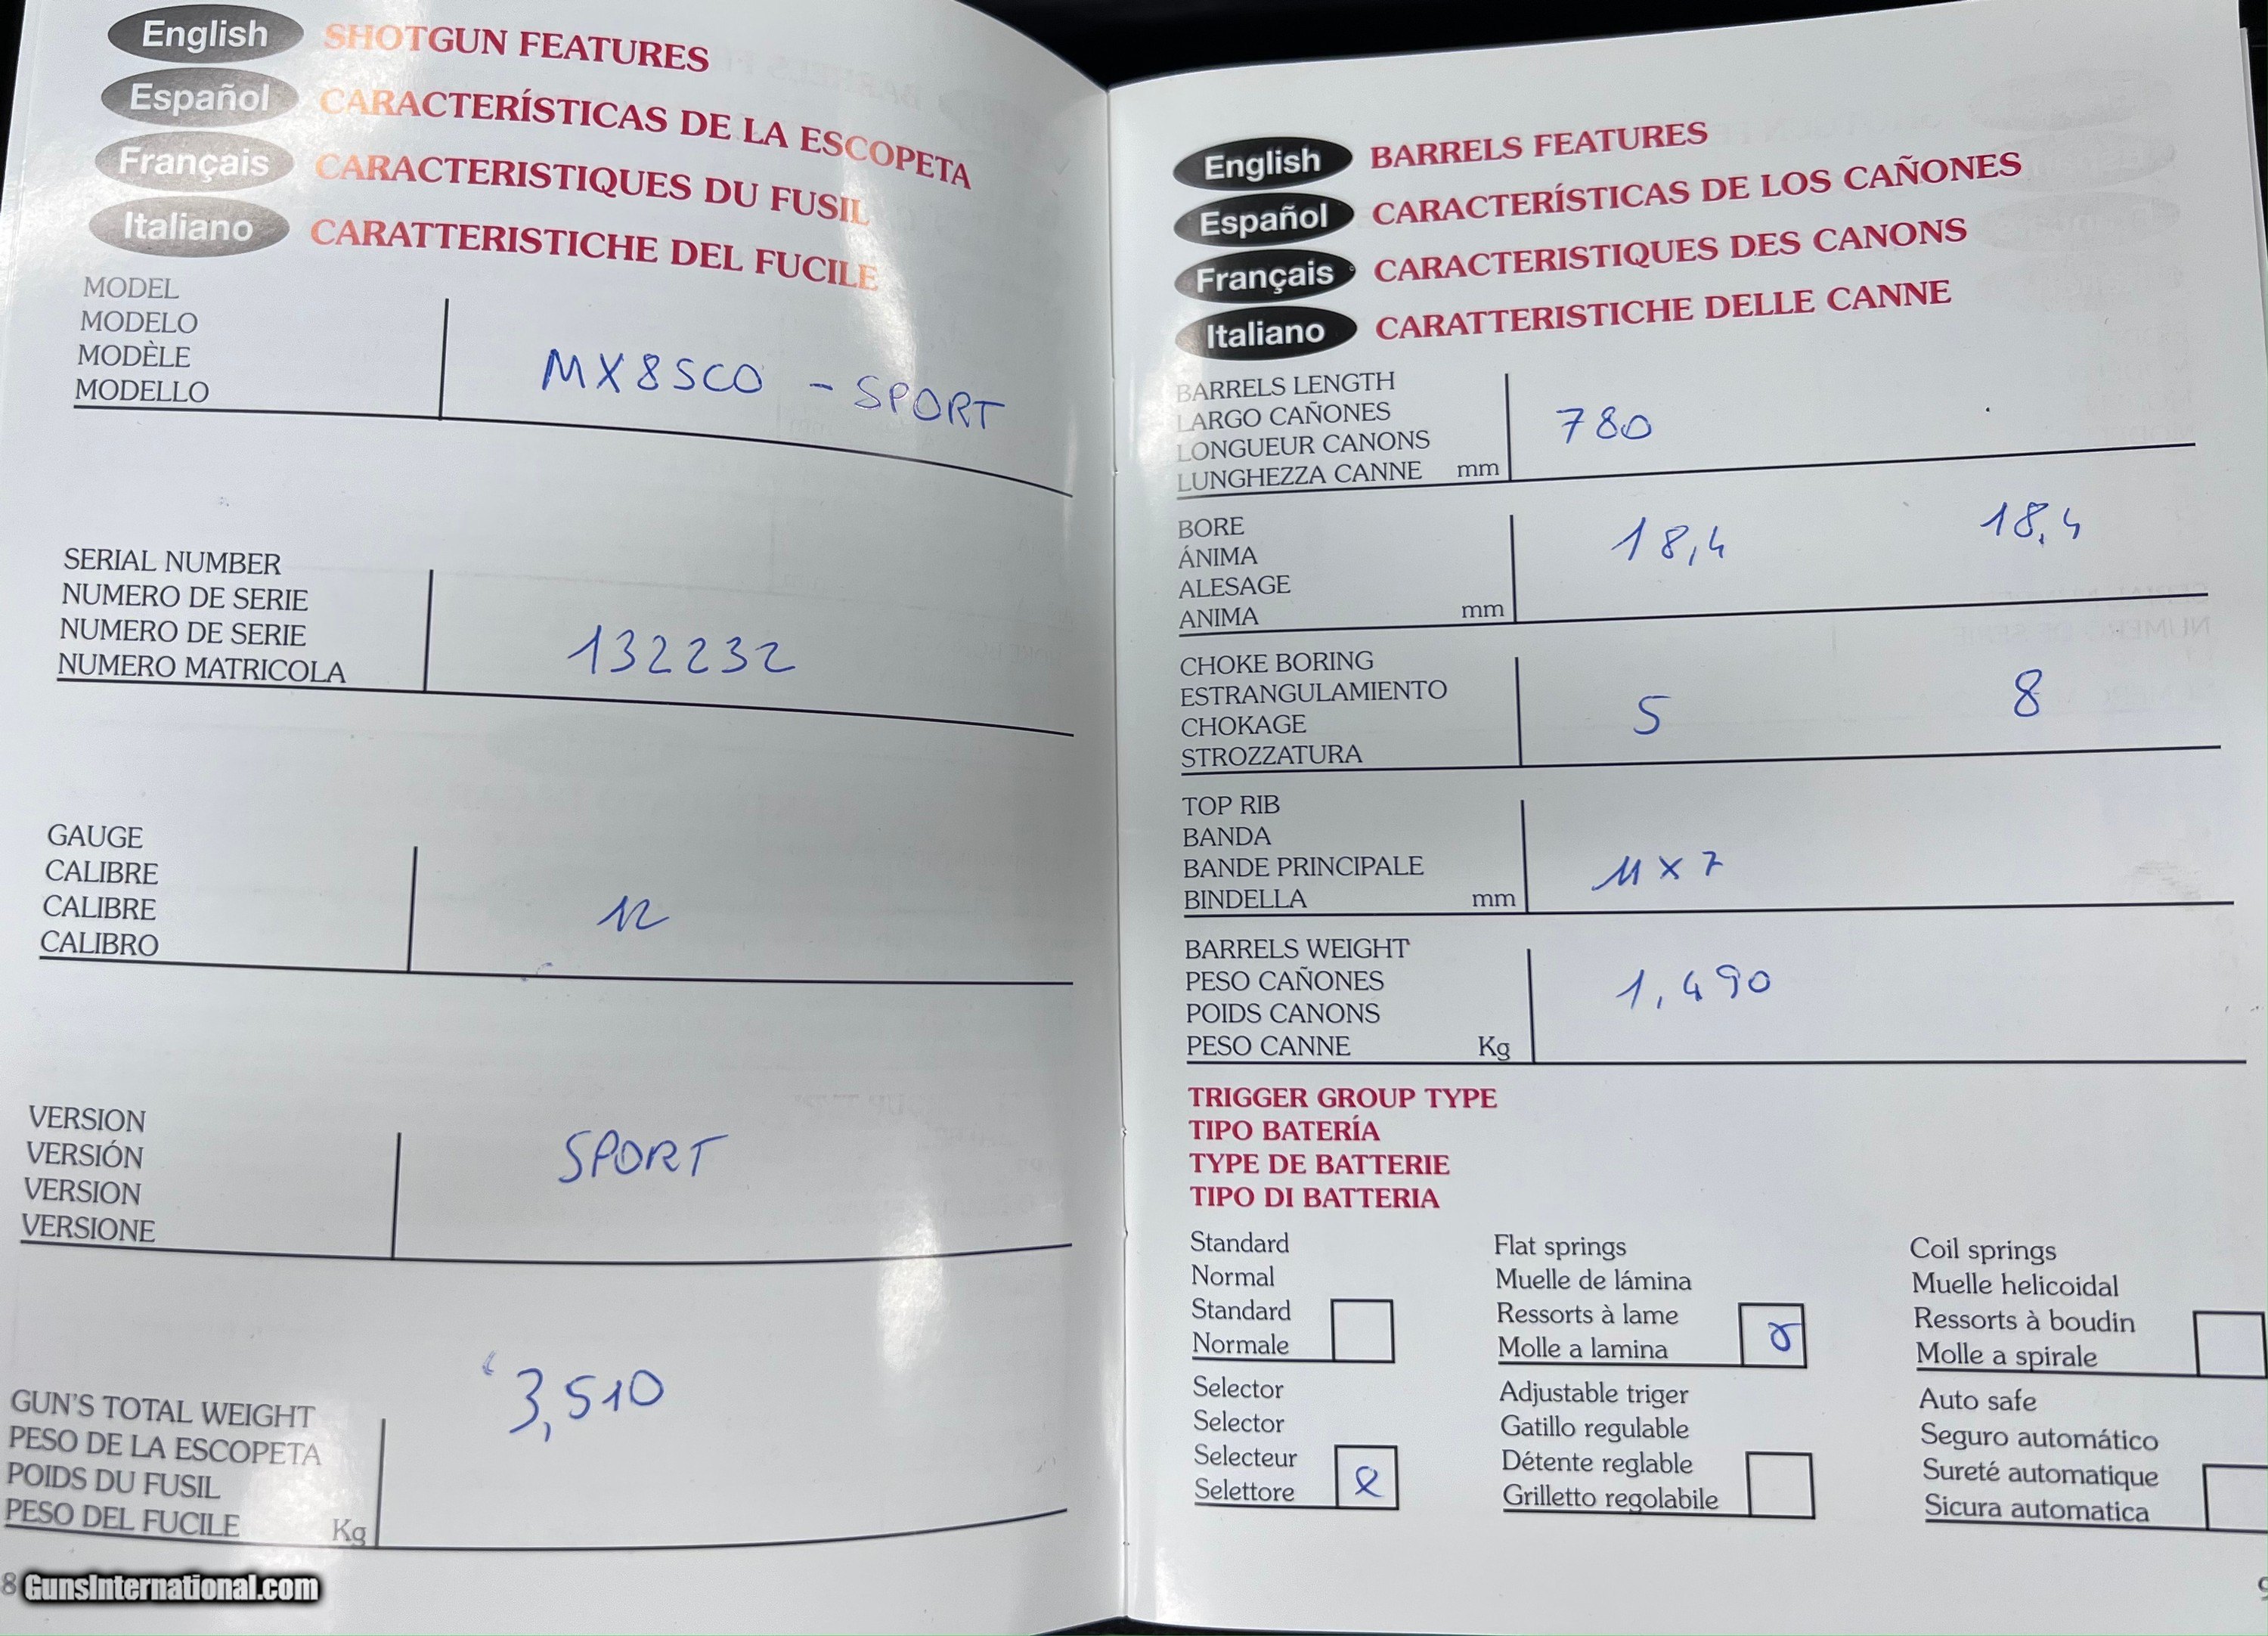 English SHOTGUN FEATURES
Español CARACTERÍSTICAS DE LA ESCOPETA
Français CARACTERISTIQUES DU FUSIL
Italiano CARATTERISTICHE DEL FUCILE
MODEL
MODELO
MODÈLE
MODELLO
MX8SCO - SPORT
SERIAL NUMBER
NUMERO DE SERIE
NUMERO DE SERIE
NUMERO MATRICOLA
132232
GAUGE
CALIBRE
CALIBRE
CALIBRO
12
VERSION
VERSIÓN
VERSION
VERSIONE
SPORT
GUN'S TOTAL WEIGHT
PESO DE LA ESCOPETA
POIDS DU FUSIL
PESO DEL FUCILE Kg
3,510
8
GunsInternational.com
English BARRELS FEATURES
Español CARACTERÍSTICAS DE LOS CAÑONES
Français CARACTERISTIQUES DES CANONS
Italiano CARATTERISTICHE DELLE CANNE
BARRELS LENGTH
LARGO CAÑONES
LONGUEUR CANONS
LUNGHEZZA CANNE mm
780
BORE
ÁNIMA
ALESAGE
ANIMA mm
18,4 18,4
CHOKE BORING
ESTRANGULAMIENTO
CHOKAGE
STROZZATURA
5 8
TOP RIB
BANDA
BANDE PRINCIPALE
BINDELLA mm
11 x 7
BARRELS WEIGHT
PESO CAÑONES
POIDS CANONS
PESO CANNE Kg
1,490
TRIGGER GROUP TYPE
TIPO BATERÍA
TYPE DE BATTERIE
TIPO DI BATTERIA
Standard
Normal
Standard
Normale
Flat springs
Muelle de lámina
Ressorts à lame
Molle a lamina
Coil springs
Muelle helicoidal
Ressorts à boudin
Molle a spirale
Selector
Selector
Selecteur
Selettore
Adjustable triger
Gatillo regulable
Détente reglable
Grilletto regolabile
Auto safe
Seguro automático
Sureté automatique
Sicura automatica